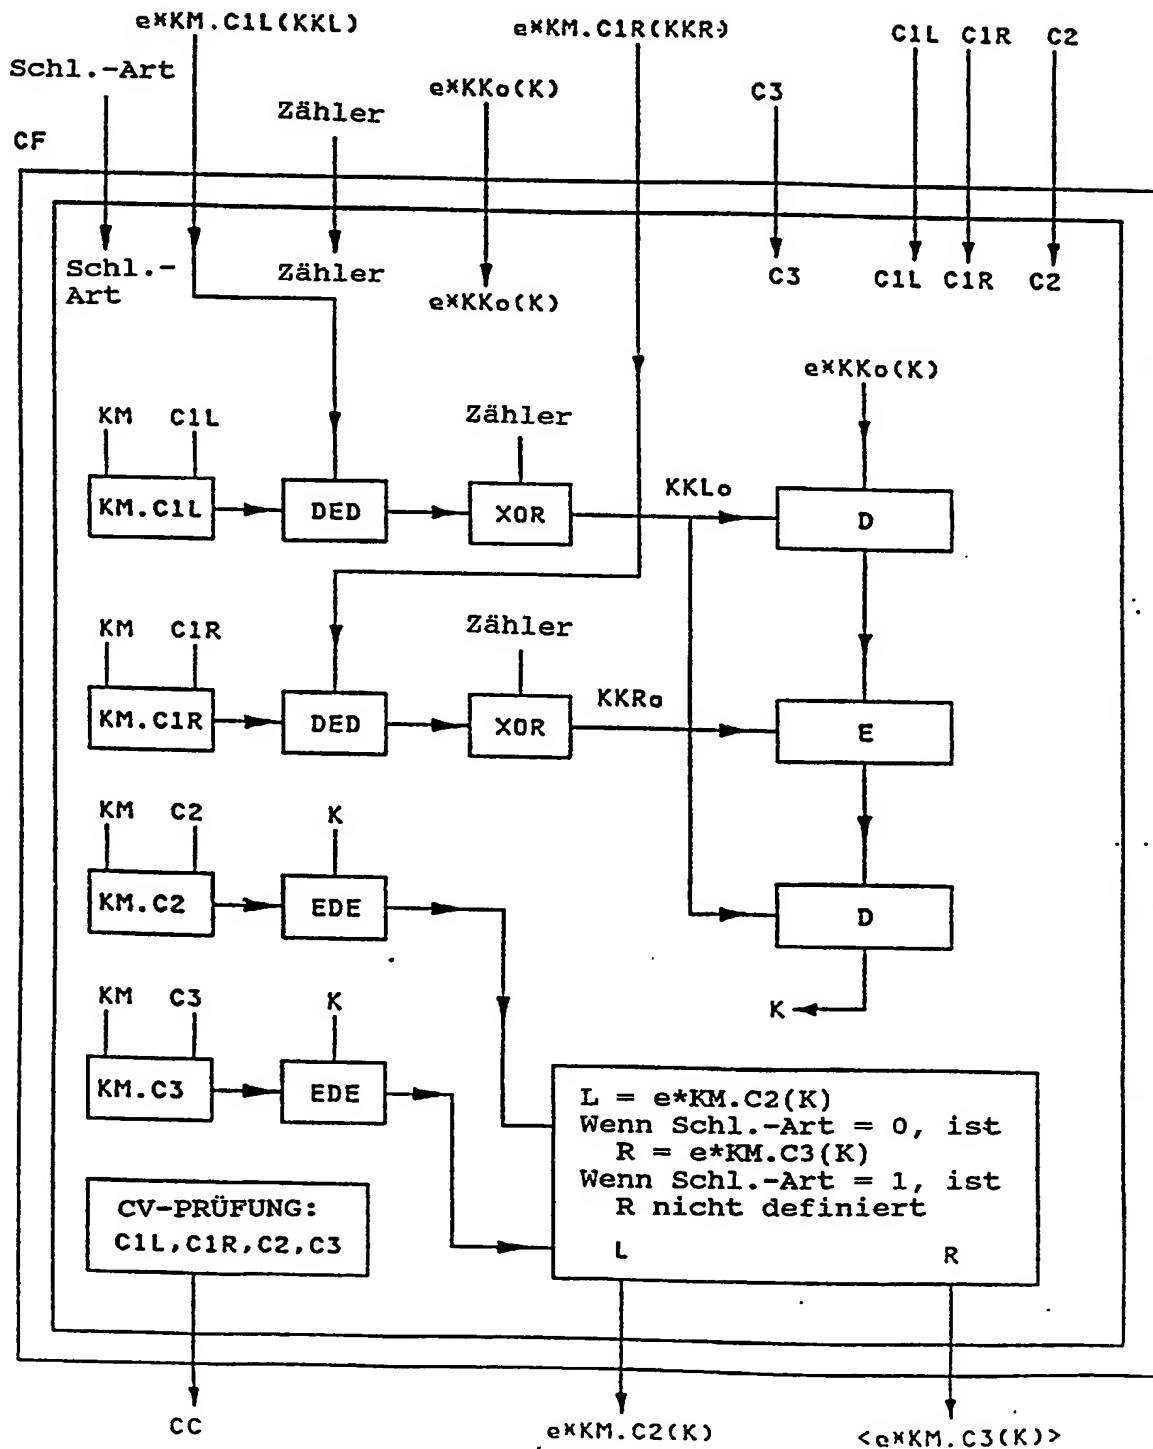 e*KM.C1L(KKL)
e*KM.C1R(KKR)
C1L C1R C2
Schl.-Art
e*KKo(K)
C3
Zähler
CF
Schl.-
Art
Zähler
e*KKo(K)
C3
C1L C1R C2
e*KKo(K)
KM C1L
Zähler
KM.C1L
DED
XOR
KKLo
D
KM C1R
Zähler
KM.C1R
DED
XOR
KKRo
E
KM C2
K
KM.C2
EDE
D
KM C3
K
K
KM.C3
EDE
L = e*KM.C2(K)
Wenn Schl.-Art = 0, ist
R = e*KM.C3(K)
Wenn Schl.-Art = 1, ist
R nicht definiert
L R
CV-PRÜFUNG:
C1L,C1R,C2,C3
CC
e*KM.C2(K)
<e*KM.C3(K)>